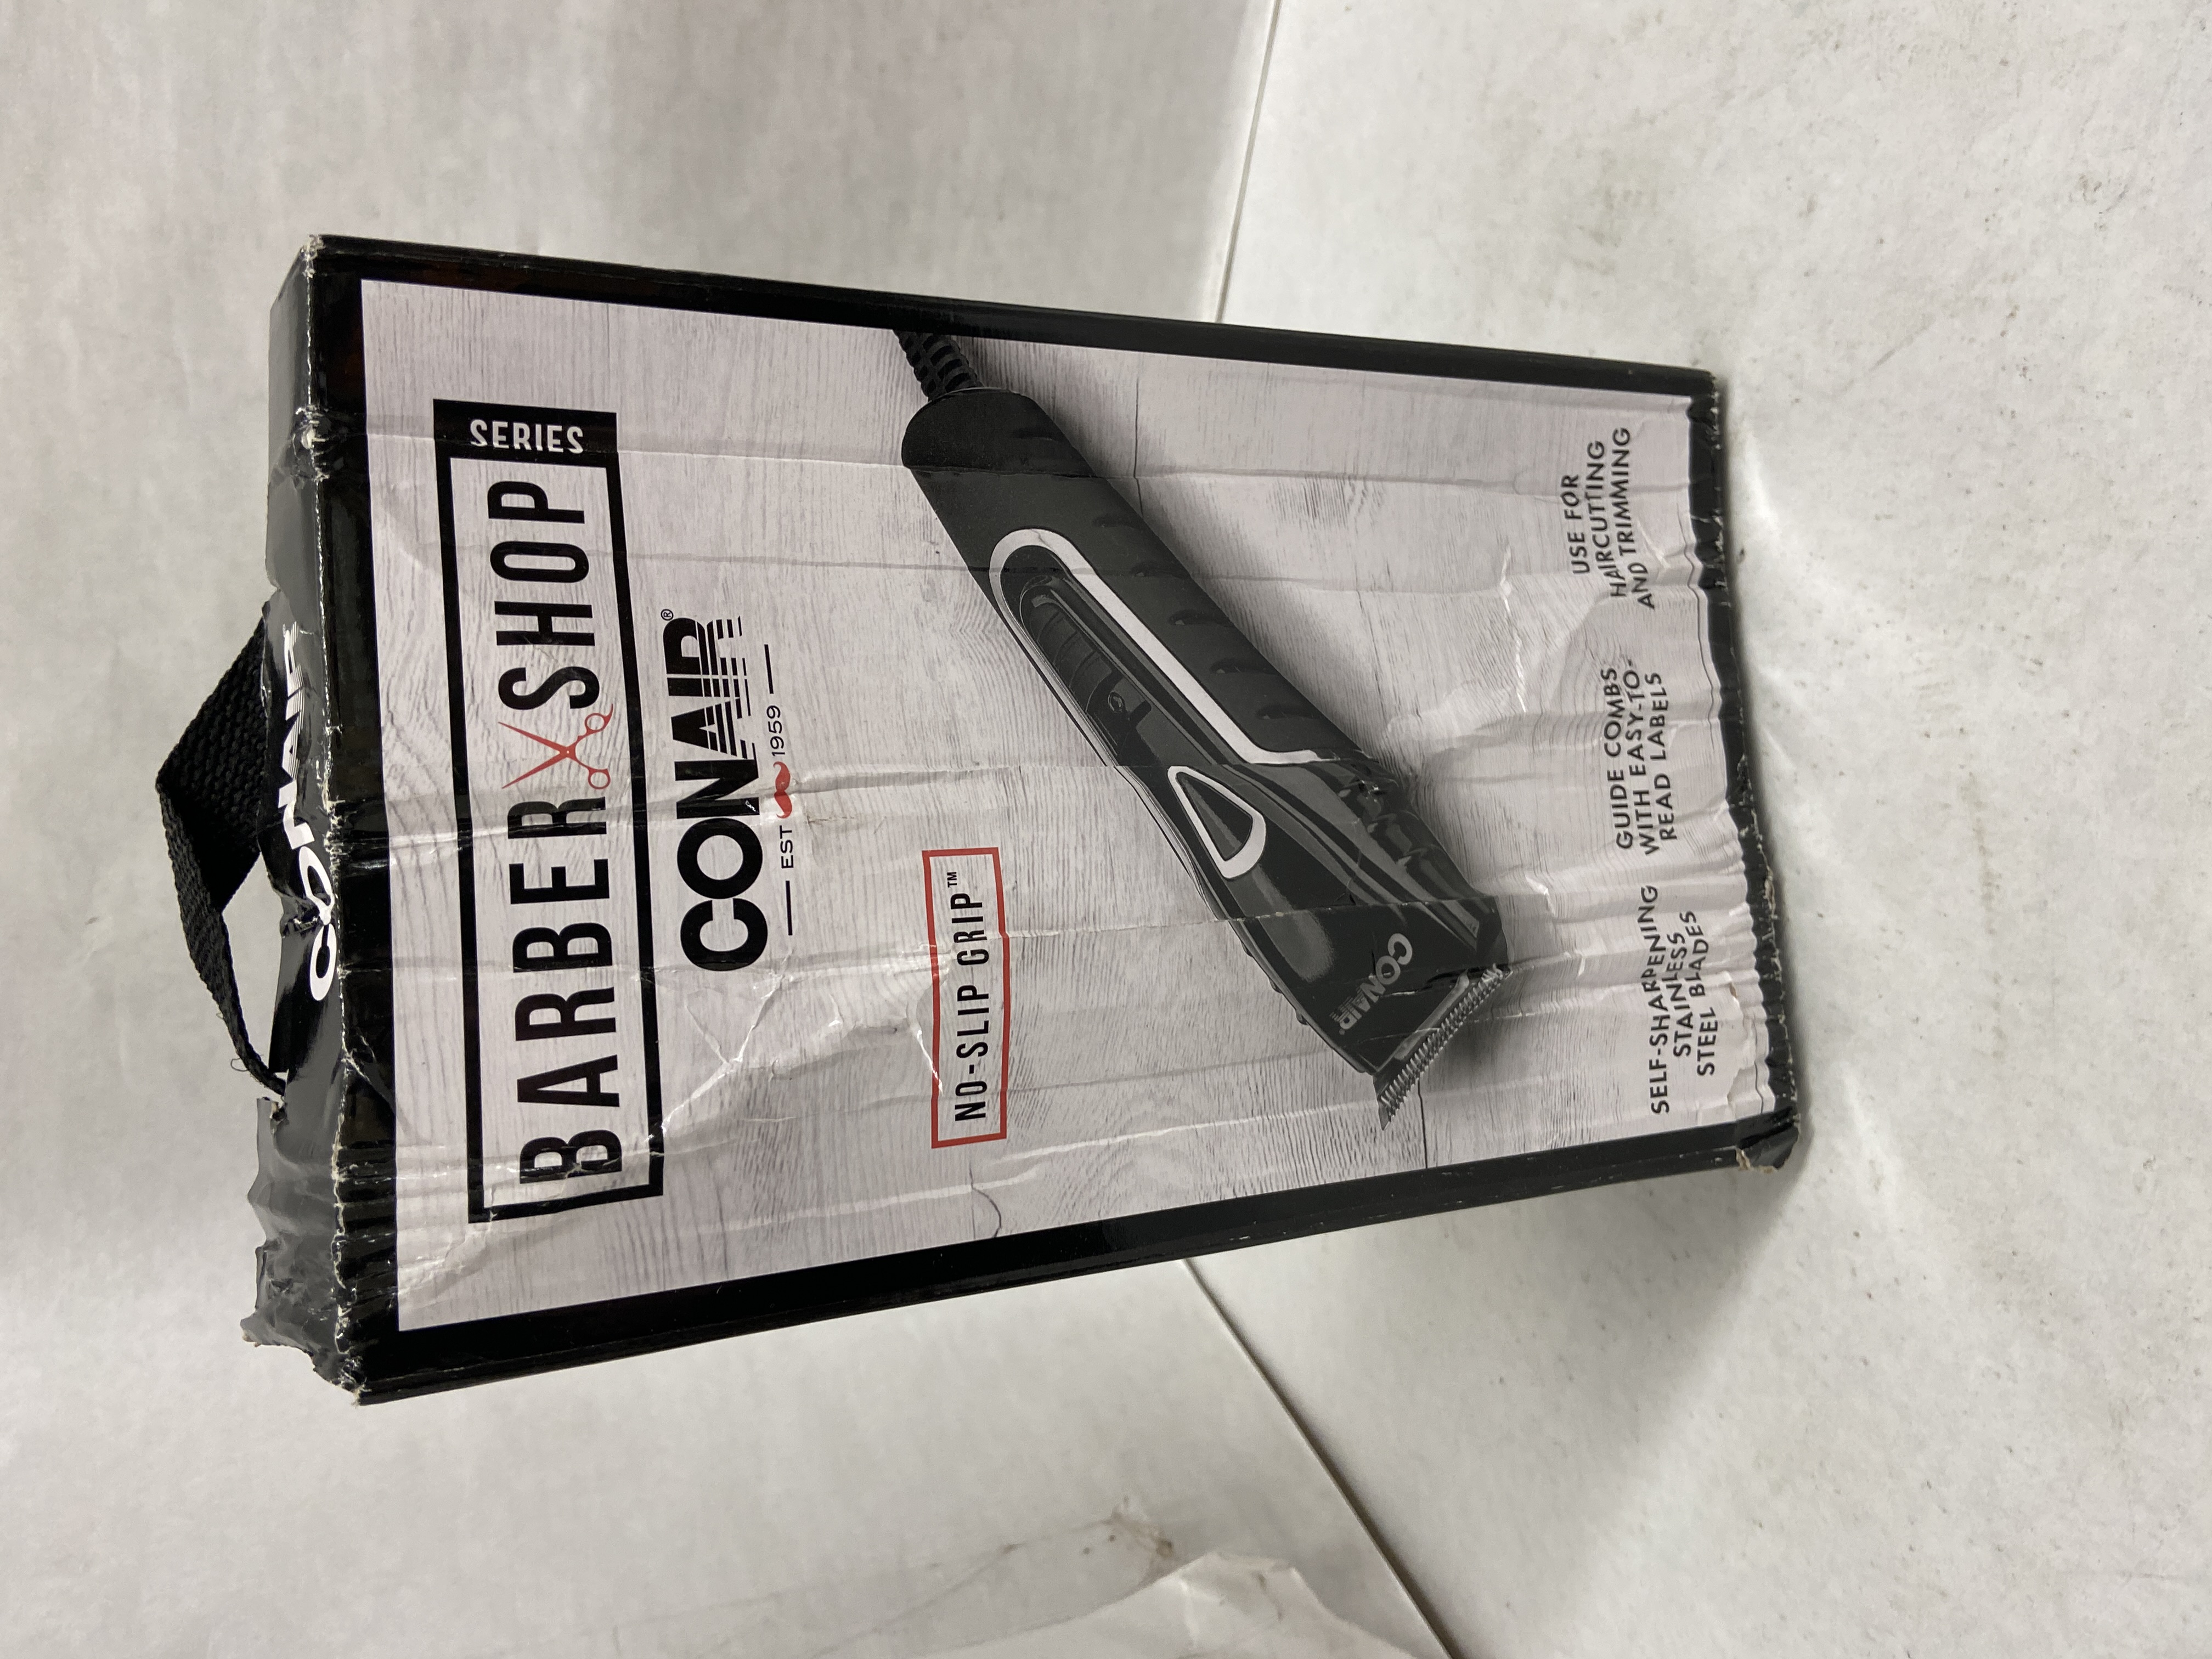 CONAIR
BARBER SHOP
SERIES
CONAIR®
EST 1959
NO-SLIP GRIP™
CONAIR®
SELF-SHARPENING
STAINLESS
STEEL BLADES
GUIDE COMBS
WITH EASY-TO-
READ LABELS
USE FOR
HAIRCUTTING
AND TRIMMING